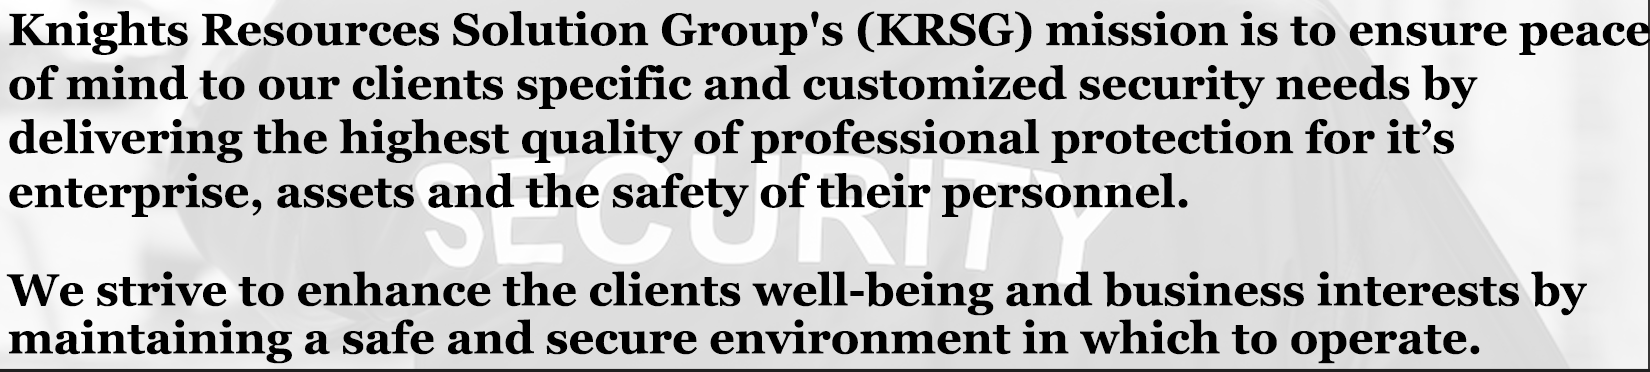 Knights Resources Solution Group's (KRSG) mission is to ensure peace
of mind to our clients specific and customized security needs by
delivering the highest quality of professional protection for it’s
enterprise, assets and the safety of their personnel.
We strive to enhance the clients well-being and business interests by
maintaining a safe and secure environment in which to operate.
SECURITY